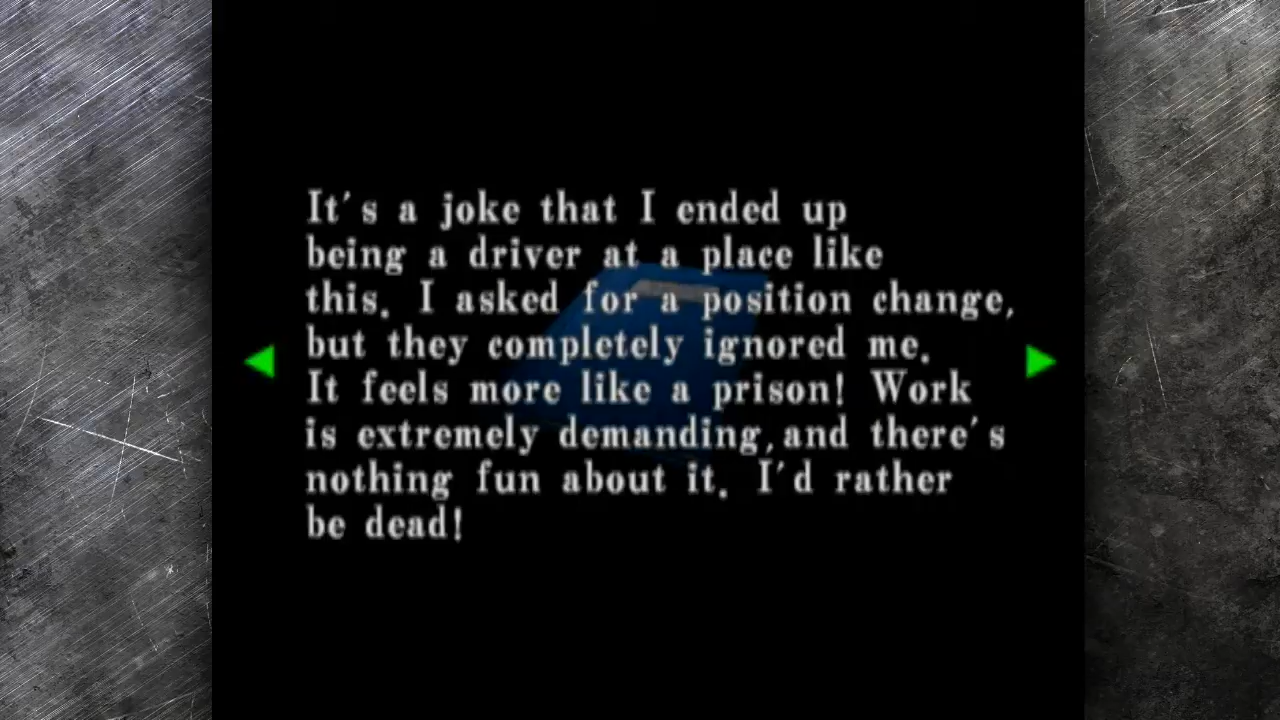 It's a joke that I ended up
being a driver at a place like
this. I asked for a position change,
but they completely ignored me.
It feels more like a prison! Work
is extremely demanding,and there's
nothing fun about it. I'd rather
be dead!